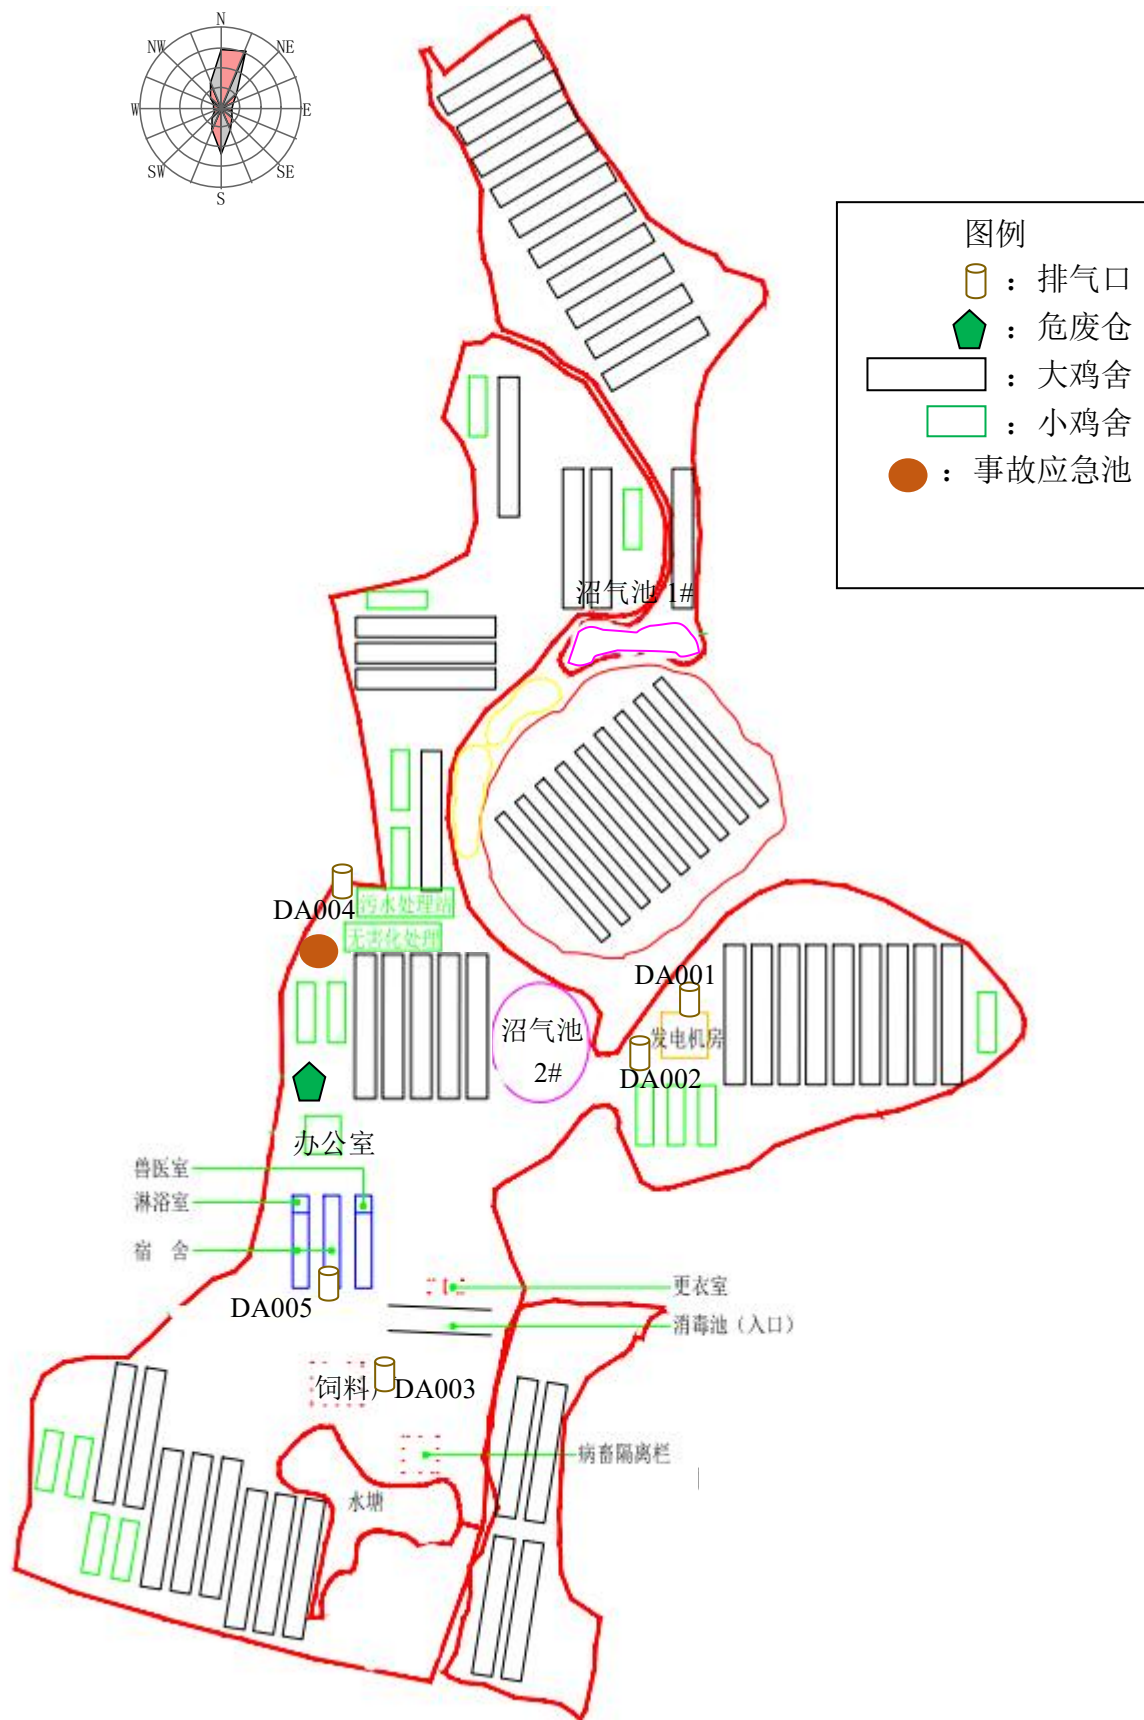 N
NW
NE
W
E
SW
SE
S
图例
：排气口
：危废仓
：大鸡舍
：小鸡舍
：事故应急池
沼气池 1#
DA004
污水处理站
无害化处理
DA001
沼气池
2#
发电机房
DA002
办公室
兽医室
淋浴室
宿 舍
更衣室
DA005
消毒池（入口）
饲料
DA003
病畜隔离栏
水塘